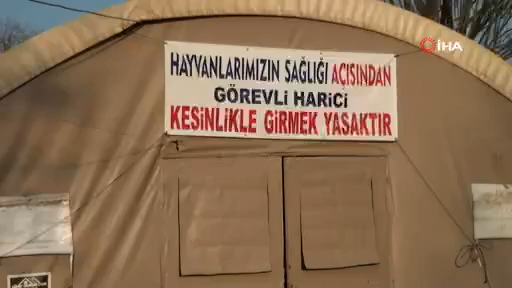 İHA
HAYVANLARIMIZIN SAĞLIĞI AÇISINDAN
GÖREVLİ HARİCİ
KESİNLİKLE GİRMEK YASAKTIR